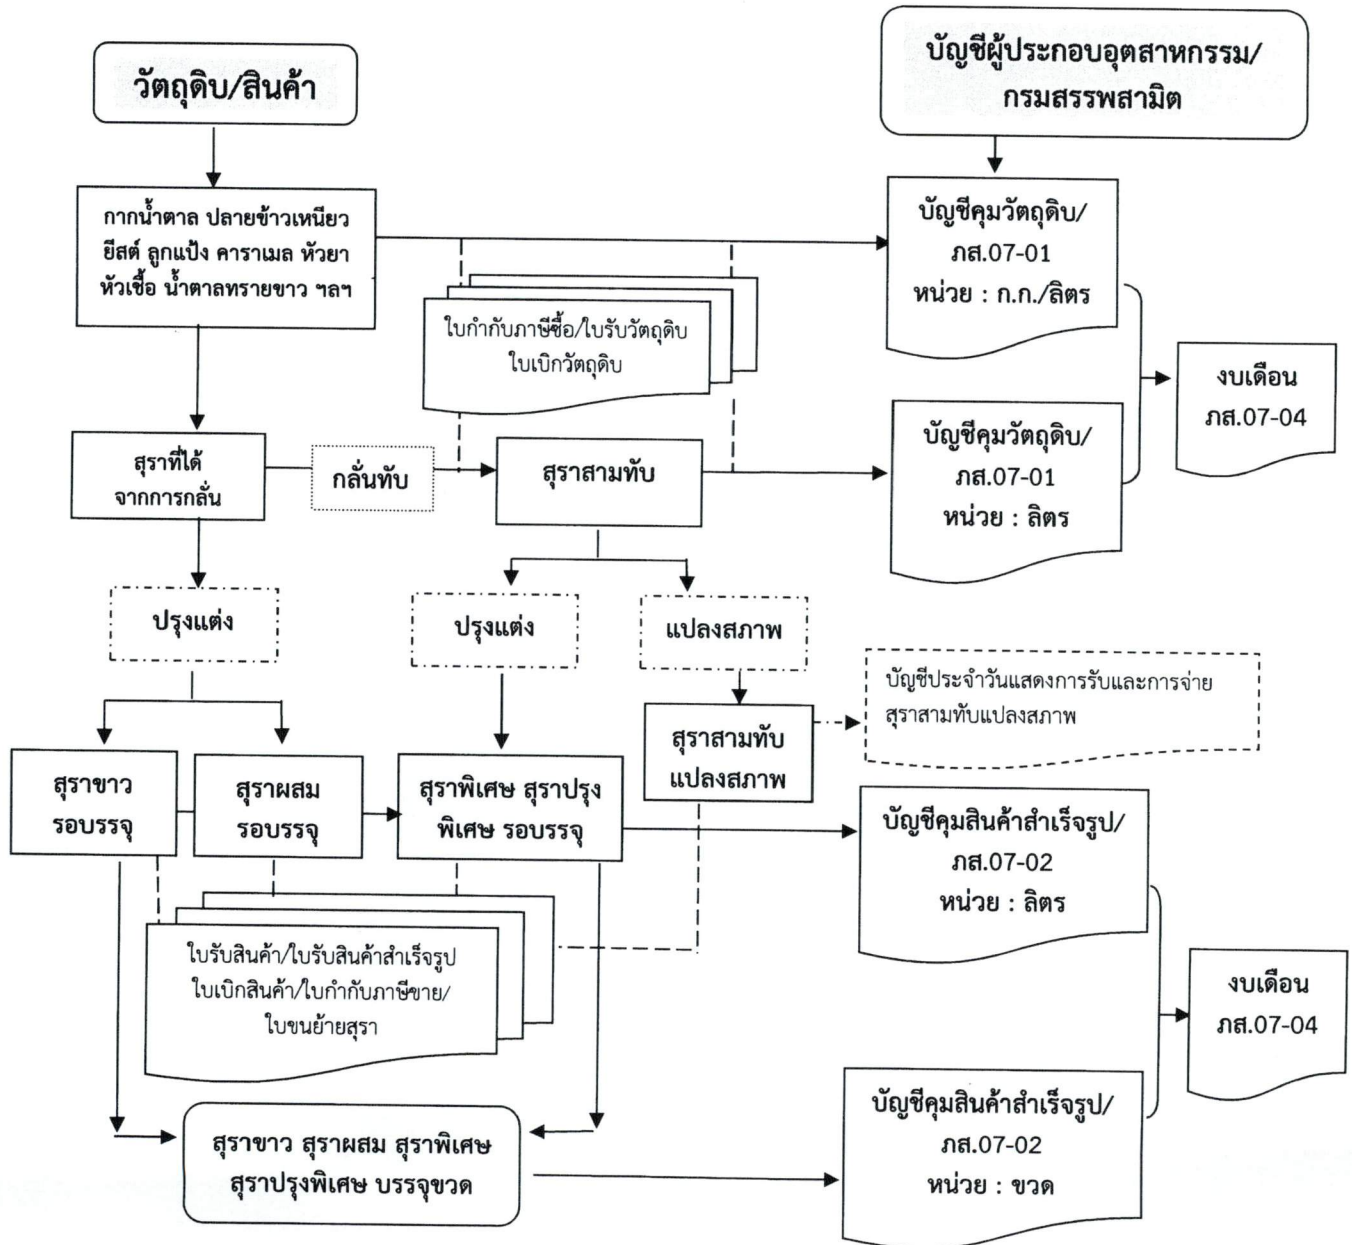 วัตถุดิบ/สินค้า
บัญชีผู้ประกอบอุตสาหกรรม/
กรมสรรพสามิต
กากน้ำตาล ปลายข้าวเหนียว
ยีสต์ ลูกแป้ง คาราเมล หัวยา
หัวเชื้อ น้ำตาลทรายขาว ฯลฯ
บัญชีคุมวัตถุดิบ/
ภส.07-01
หน่วย : ก.ก./ลิตร
ใบกำกับภาษีซื้อ/ใบรับวัตถุดิบ
ใบเบิกวัตถุดิบ
งบเดือน
ภส.07-04
สุราที่ได้
จากการกลั่น
กลั่นทับ
สุราสามทับ
บัญชีคุมวัตถุดิบ/
ภส.07-01
หน่วย : ลิตร
ปรุงแต่ง
ปรุงแต่ง
แปลงสภาพ
บัญชีประจำวันแสดงการรับและการจ่าย
สุราสามทับแปลงสภาพ
สุราสามทับ
แปลงสภาพ
สุราขาว
รอบรรจุ
สุราผสม
รอบรรจุ
สุราพิเศษ สุราปรุง
พิเศษ รอบรรจุ
บัญชีคุมสินค้าสำเร็จรูป/
ภส.07-02
หน่วย : ลิตร
ใบรับสินค้า/ใบรับสินค้าสำเร็จรูป
ใบเบิกสินค้า/ใบกำกับภาษีขาย/
ใบขนย้ายสุรา
งบเดือน
ภส.07-04
สุราขาว สุราผสม สุราพิเศษ
สุราปรุงพิเศษ บรรจุขวด
บัญชีคุมสินค้าสำเร็จรูป/
ภส.07-02
หน่วย : ขวด